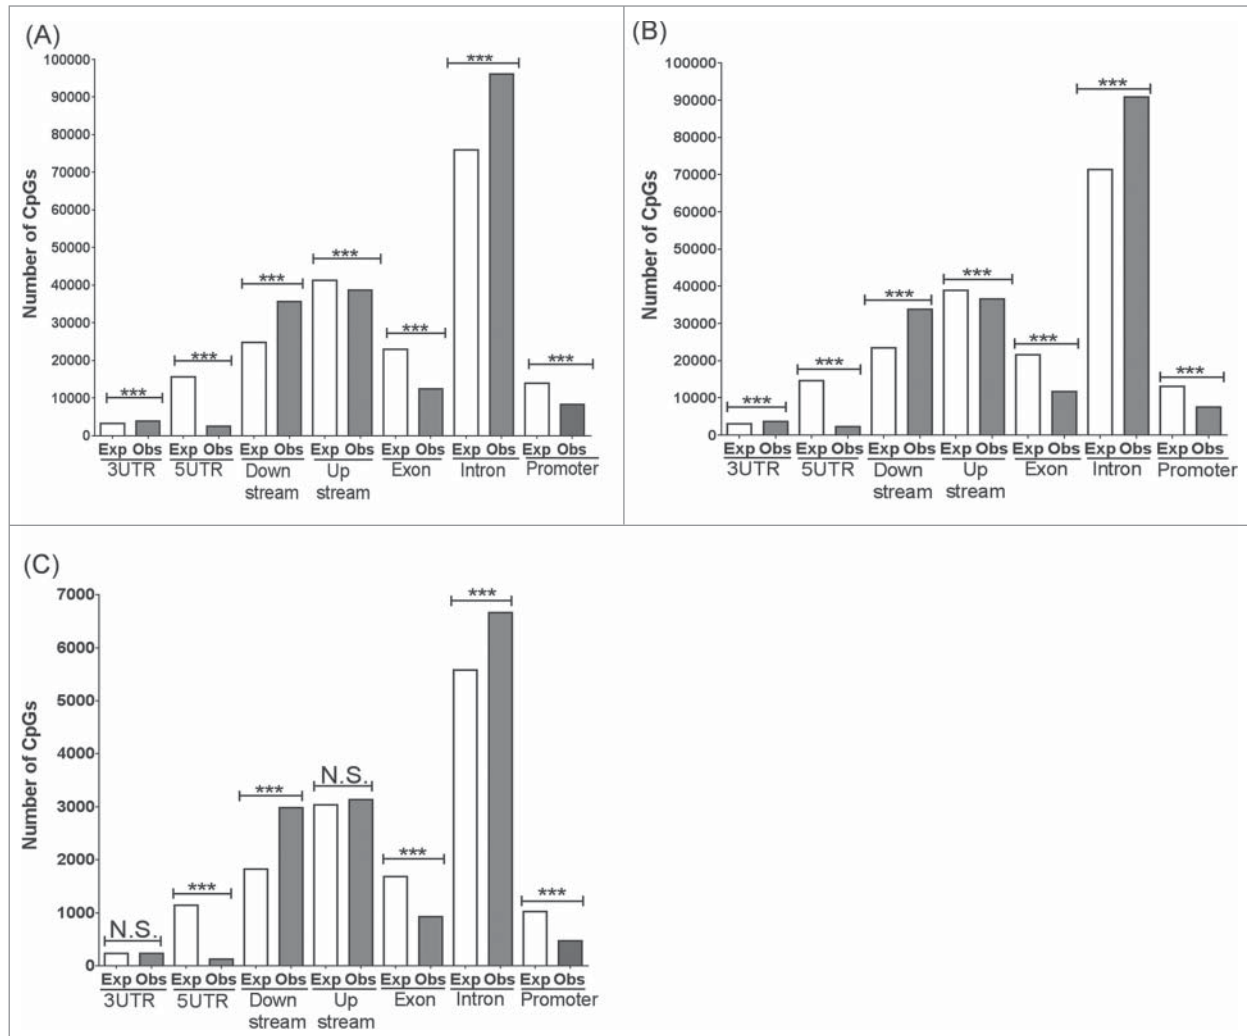 (A)
Number of CpGs
100000
90000
80000
70000
60000
50000
40000
30000
20000
10000
0
***
***
***
***
***
***
***
Exp Obs Exp Obs Exp Obs Exp Obs Exp Obs Exp Obs Exp Obs
3UTR 5UTR Down Up Exon Intron Promoter
stream stream
(B)
Number of CpGs
100000
90000
80000
70000
60000
50000
40000
30000
20000
10000
0
***
***
***
***
***
***
***
Exp Obs Exp Obs Exp Obs Exp Obs Exp Obs Exp Obs Exp Obs
3UTR 5UTR Down Up Exon Intron Promoter
stream stream
(C)
Number of CpGs
7000
6000
5000
4000
3000
2000
1000
0
N.S.
***
***
N.S.
***
***
***
Exp Obs Exp Obs Exp Obs Exp Obs Exp Obs Exp Obs Exp Obs
3UTR 5UTR Down Up Exon Intron Promoter
stream stream